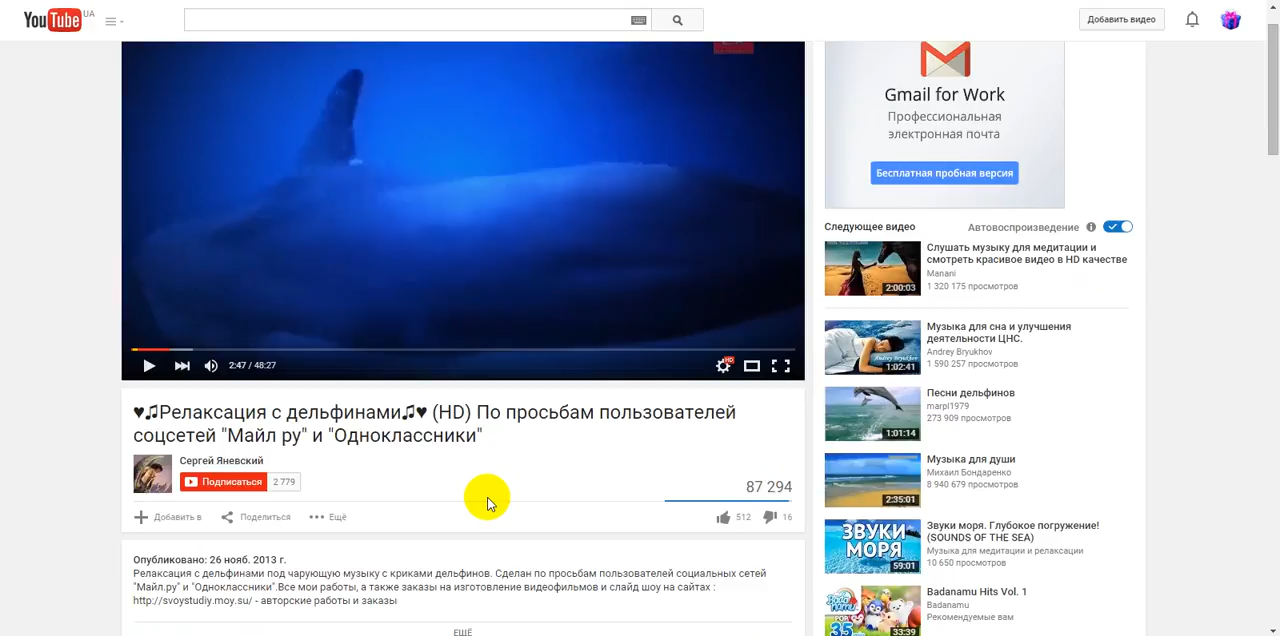 YouTube UA
Добавить видео
Gmail for Work
Профессиональная
электронная почта
Бесплатная пробная версия
2:47 / 48:27
HD
♥♫Релаксация с дельфинами♫♥ (HD) По просьбам пользователей
соцсетей "Майл ру" и "Одноклассники"
Сергей Яневский
Подписаться 2 779
87 294
Добавить в Поделиться Ещё
512 16
Опубликовано: 26 нояб. 2013 г.
Релаксация с дельфинами под чарующую музыку с криками дельфинов. Сделан по просьбам пользователей социальных сетей
"Майл.ру" и "Одноклассники".Все мои работы, а также заказы на изготовление видеофильмов и слайд шоу на сайтах :
http://svoystudiy.moy.su/ - авторские работы и заказы
ЕЩЁ
Следующее видео
Автовоспроизведение
Слушать музыку для медитации и
смотреть красивое видео в HD качестве
Manani
1 320 175 просмотров
2:00:03
Музыка для сна и улучшения
деятельности ЦНС.
Andrey Bryukhov
1 590 257 просмотров
Andrey Bryukhov
1:02:41
Песни дельфинов
marpl1979
273 909 просмотров
1:01:14
Музыка для души
Михаил Бондаренко
8 940 679 просмотров
2:35:01
Звуки моря. Глубокое погружение!
(SOUNDS OF THE SEA)
Музыка для медитации и релаксации
10 650 просмотров
ЗВУКИ
МОРЯ
59:01
Badanamu Hits Vol. 1
Badanamu
Рекомендуемые вам
33:39